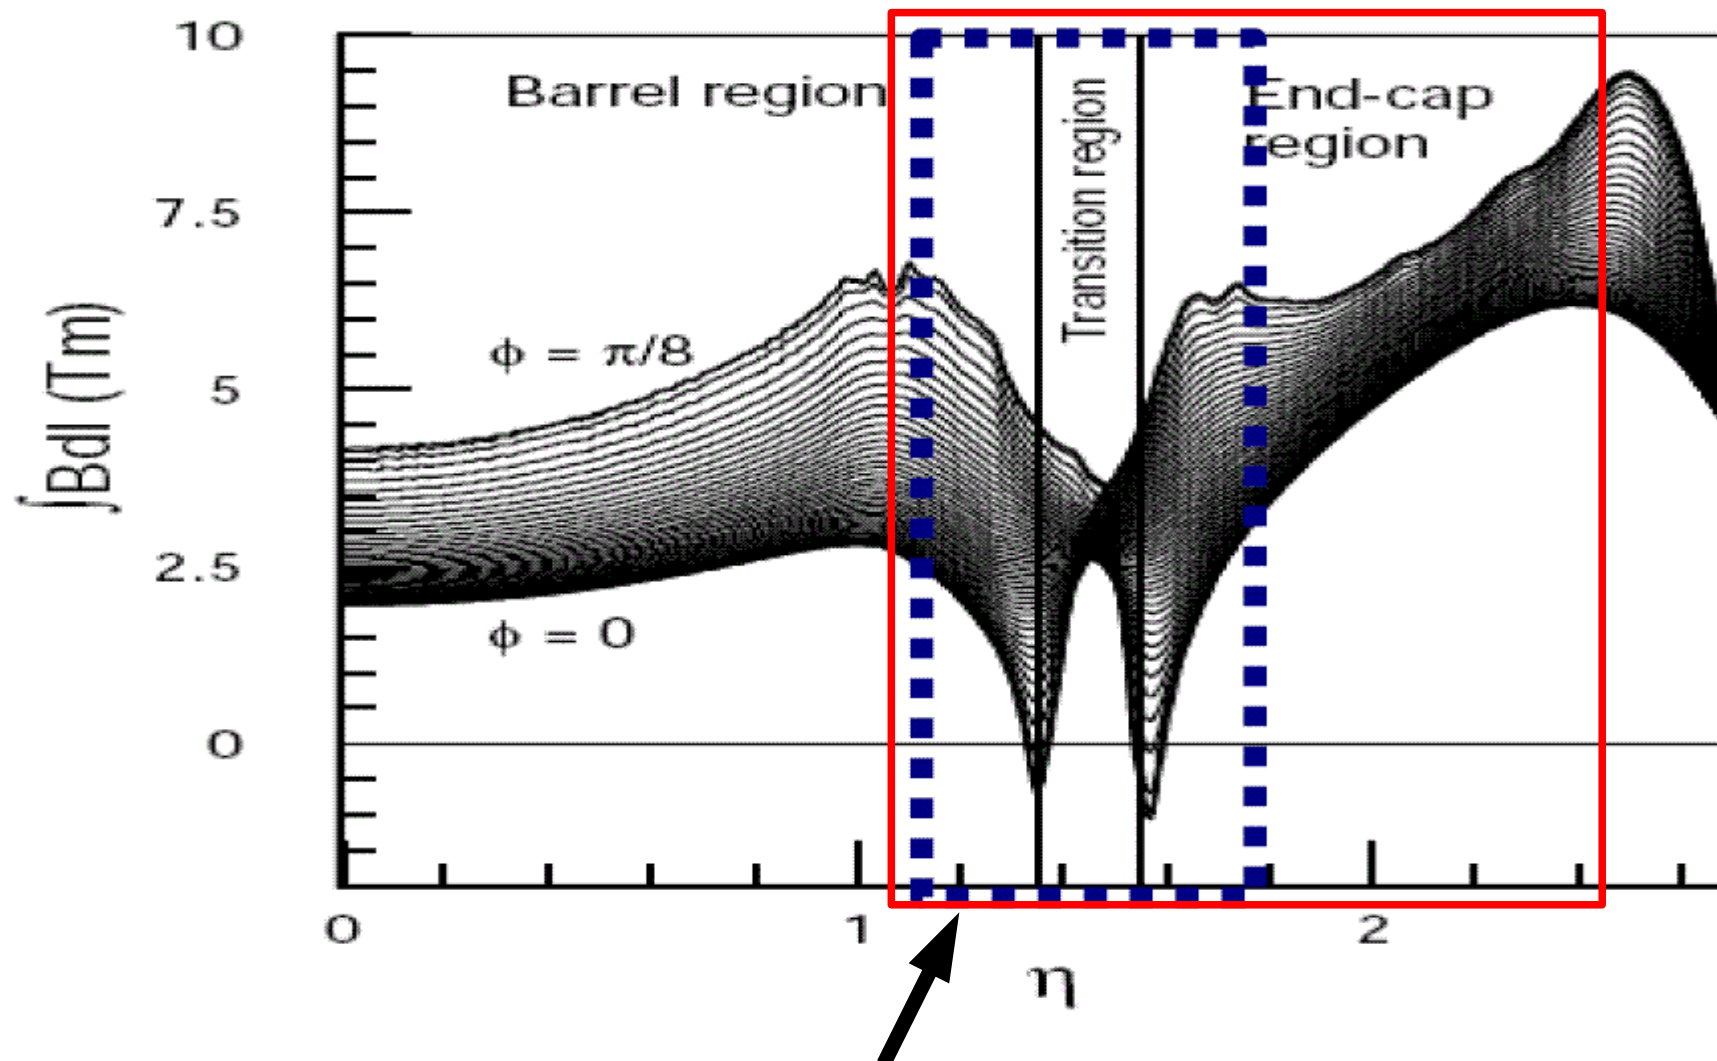 10
7.5
5
2.5
0
∫Bdl (Tm)
Barrel region
Transition region
End-cap
region
ϕ = π/8
ϕ = 0
0
1
2
η